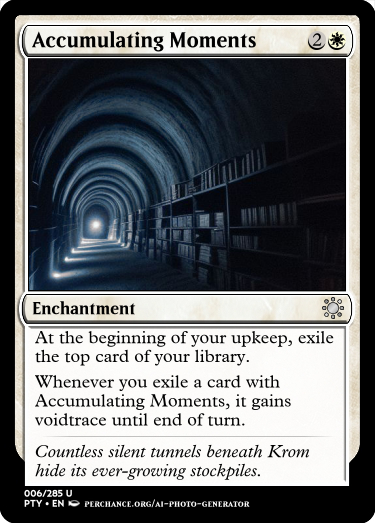 Accumulating Moments 2
Enchantment
At the beginning of your upkeep, exile
the top card of your library.
Whenever you exile a card with
Accumulating Moments, it gains
voidtrace until end of turn.
Countless silent tunnels beneath Krom
hide its ever-growing stockpiles.
006/285 U
PTY • EN PERCHANCE.ORG/AI-PHOTO-GENERATOR